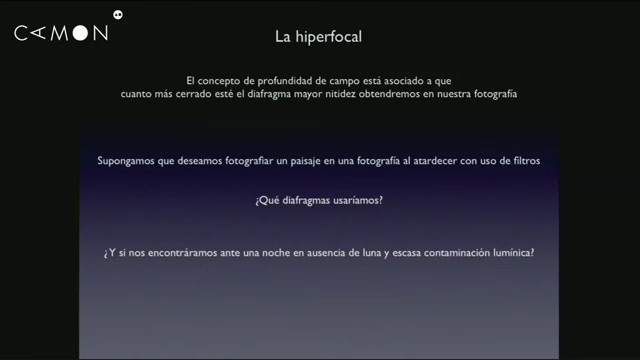 CAMON
La hiperfocal
El concepto de profundidad de campo está asociado a que
cuanto más cerrado esté el diafragma mayor nitidez obtendremos en nuestra fotografía
Supongamos que deseamos fotografiar un paisaje en una fotografía al atardecer con uso de filtros
¿Qué diafragmas usaríamos?
¿Y si nos encontráramos ante una noche en ausencia de luna y escasa contaminación lumínica?